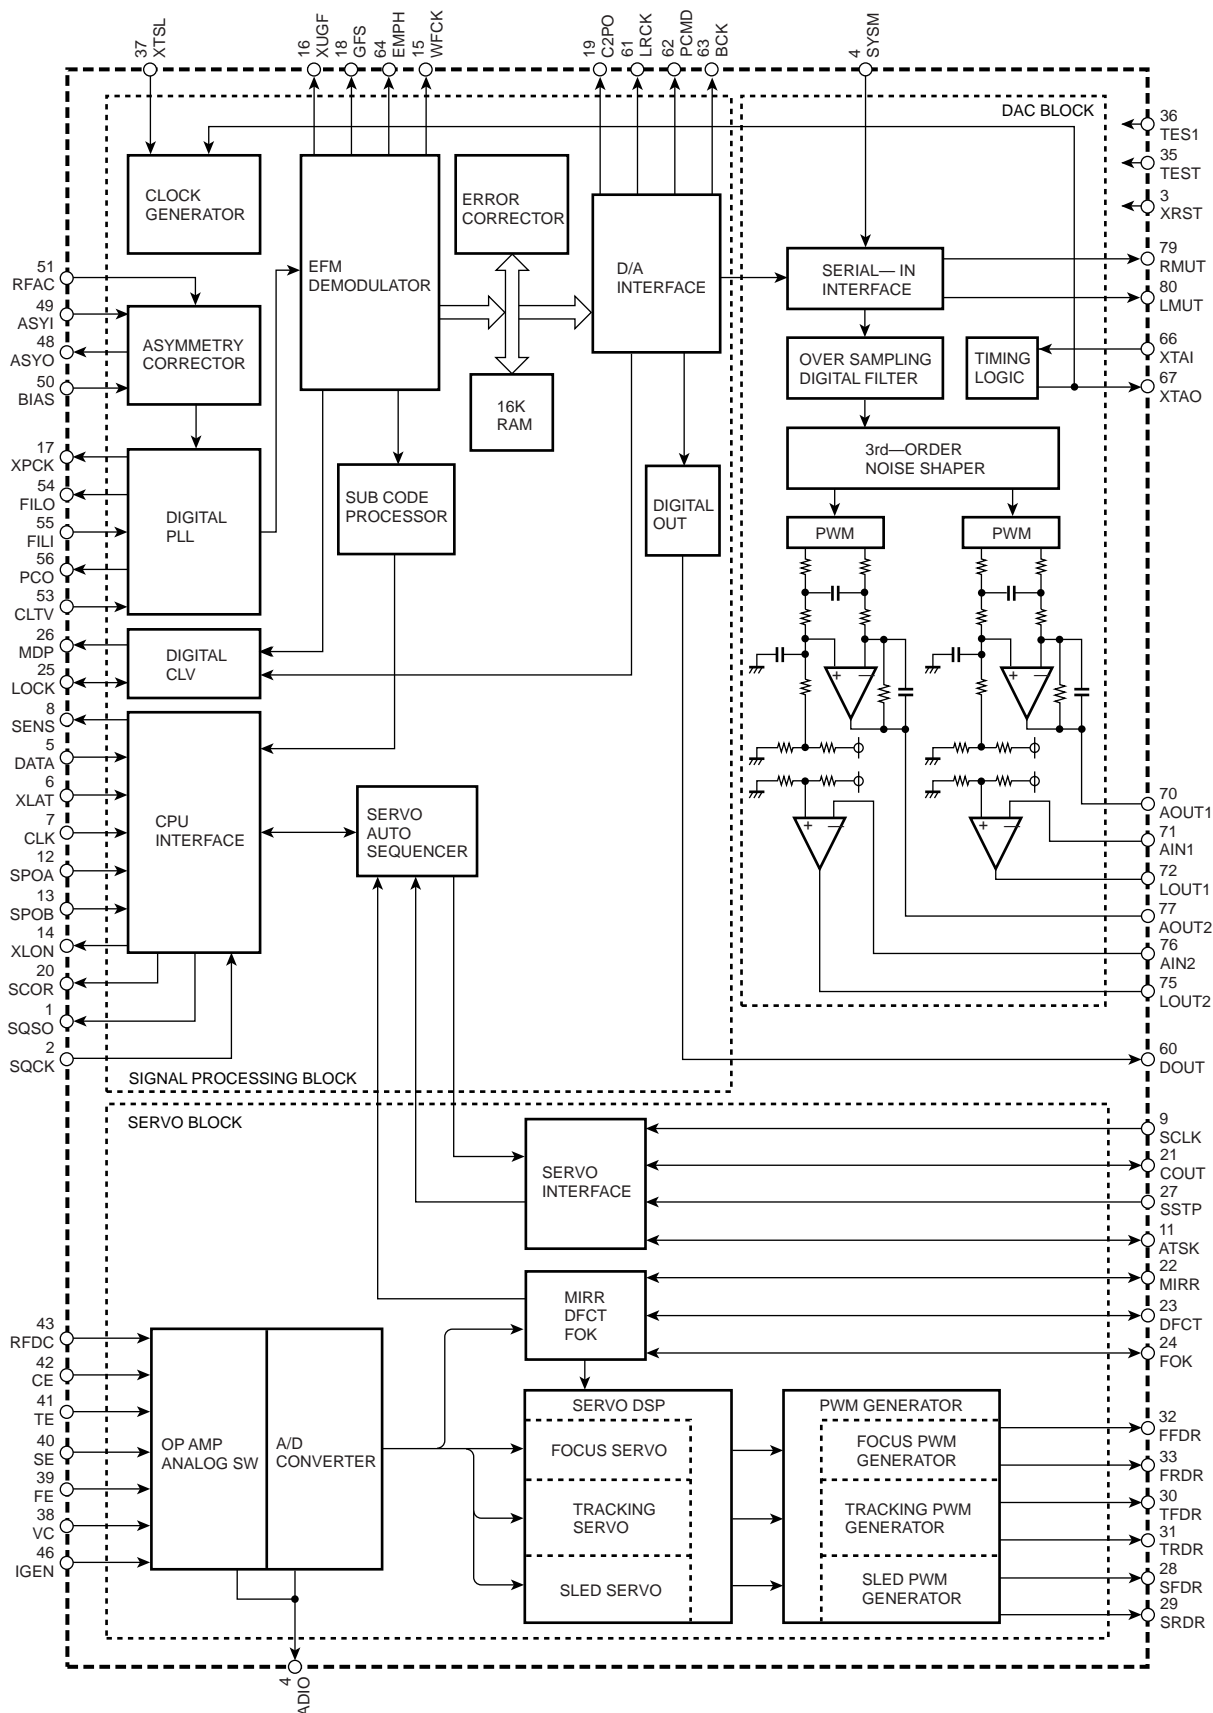 37
XTSL
16
XUGF
18
GFS
64
EMPH
15
WFCK
19
C2PO
61
LRCK
62
PCMD
63
BCK
4
SYSM
DAC BLOCK
36
TES1
35
TEST
3
XRST
79
RMUT
80
LMUT
66
XTAI
67
XTAO
CLOCK
GENERATOR
EFM
DEMODULATOR
ERROR
CORRECTOR
D/A
INTERFACE
SERIAL— IN
INTERFACE
51
RFAC
49
ASYI
48
ASYO
50
BIAS
ASYMMETRY
CORRECTOR
16K
RAM
OVER SAMPLING
DIGITAL FILTER
TIMING
LOGIC
3rd—ORDER
NOISE SHAPER
17
XPCK
54
FILO
55
FILI
56
PCO
53
CLTV
DIGITAL
PLL
SUB CODE
PROCESSOR
DIGITAL
OUT
PWM
PWM
26
MDP
25
LOCK
DIGITAL
CLV
+
—
+
—
8
SENS
5
DATA
6
XLAT
7
CLK
12
SPOA
13
SPOB
14
XLON
20
SCOR
1
SQSO
2
SQCK
CPU
INTERFACE
SERVO
AUTO
SEQUENCER
+
—
+
—
70
AOUT1
71
AIN1
72
LOUT1
77
AOUT2
76
AIN2
75
LOUT2
60
DOUT
SIGNAL PROCESSING BLOCK
SERVO BLOCK
SERVO
INTERFACE
9
SCLK
21
COUT
27
SSTP
11
ATSK
22
MIRR
23
DFCT
24
FOK
MIRR
DFCT
FOK
43
RFDC
42
CE
41
TE
40
SE
39
FE
38
VC
46
IGEN
OP AMP
ANALOG SW
A/D
CONVERTER
SERVO DSP
FOCUS SERVO
TRACKING
SERVO
SLED SERVO
PWM GENERATOR
FOCUS PWM
GENERATOR
TRACKING PWM
GENERATOR
SLED PWM
GENERATOR
32
FFDR
33
FRDR
30
TFDR
31
TRDR
28
SFDR
29
SRDR
4
ADIO